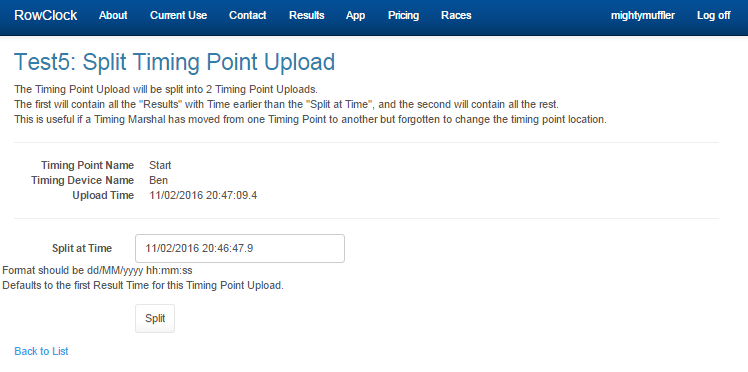 RowClock About Current Use Contact Results App Pricing Races mightymuffler Log off
Test5: Split Timing Point Upload
The Timing Point Upload will be split into 2 Timing Point Uploads.
The first will contain all the "Results" with Time earlier than the "Split at Time", and the second will contain all the rest.
This is useful if a Timing Marshal has moved from one Timing Point to another but forgotten to change the timing point location.
Timing Point Name Start
Timing Device Name Ben
Upload Time 11/02/2016 20:47:09.4
Split at Time 11/02/2016 20:46:47.9
Format should be dd/MM/yyyy hh:mm:ss
Defaults to the first Result Time for this Timing Point Upload.
Split
Back to List